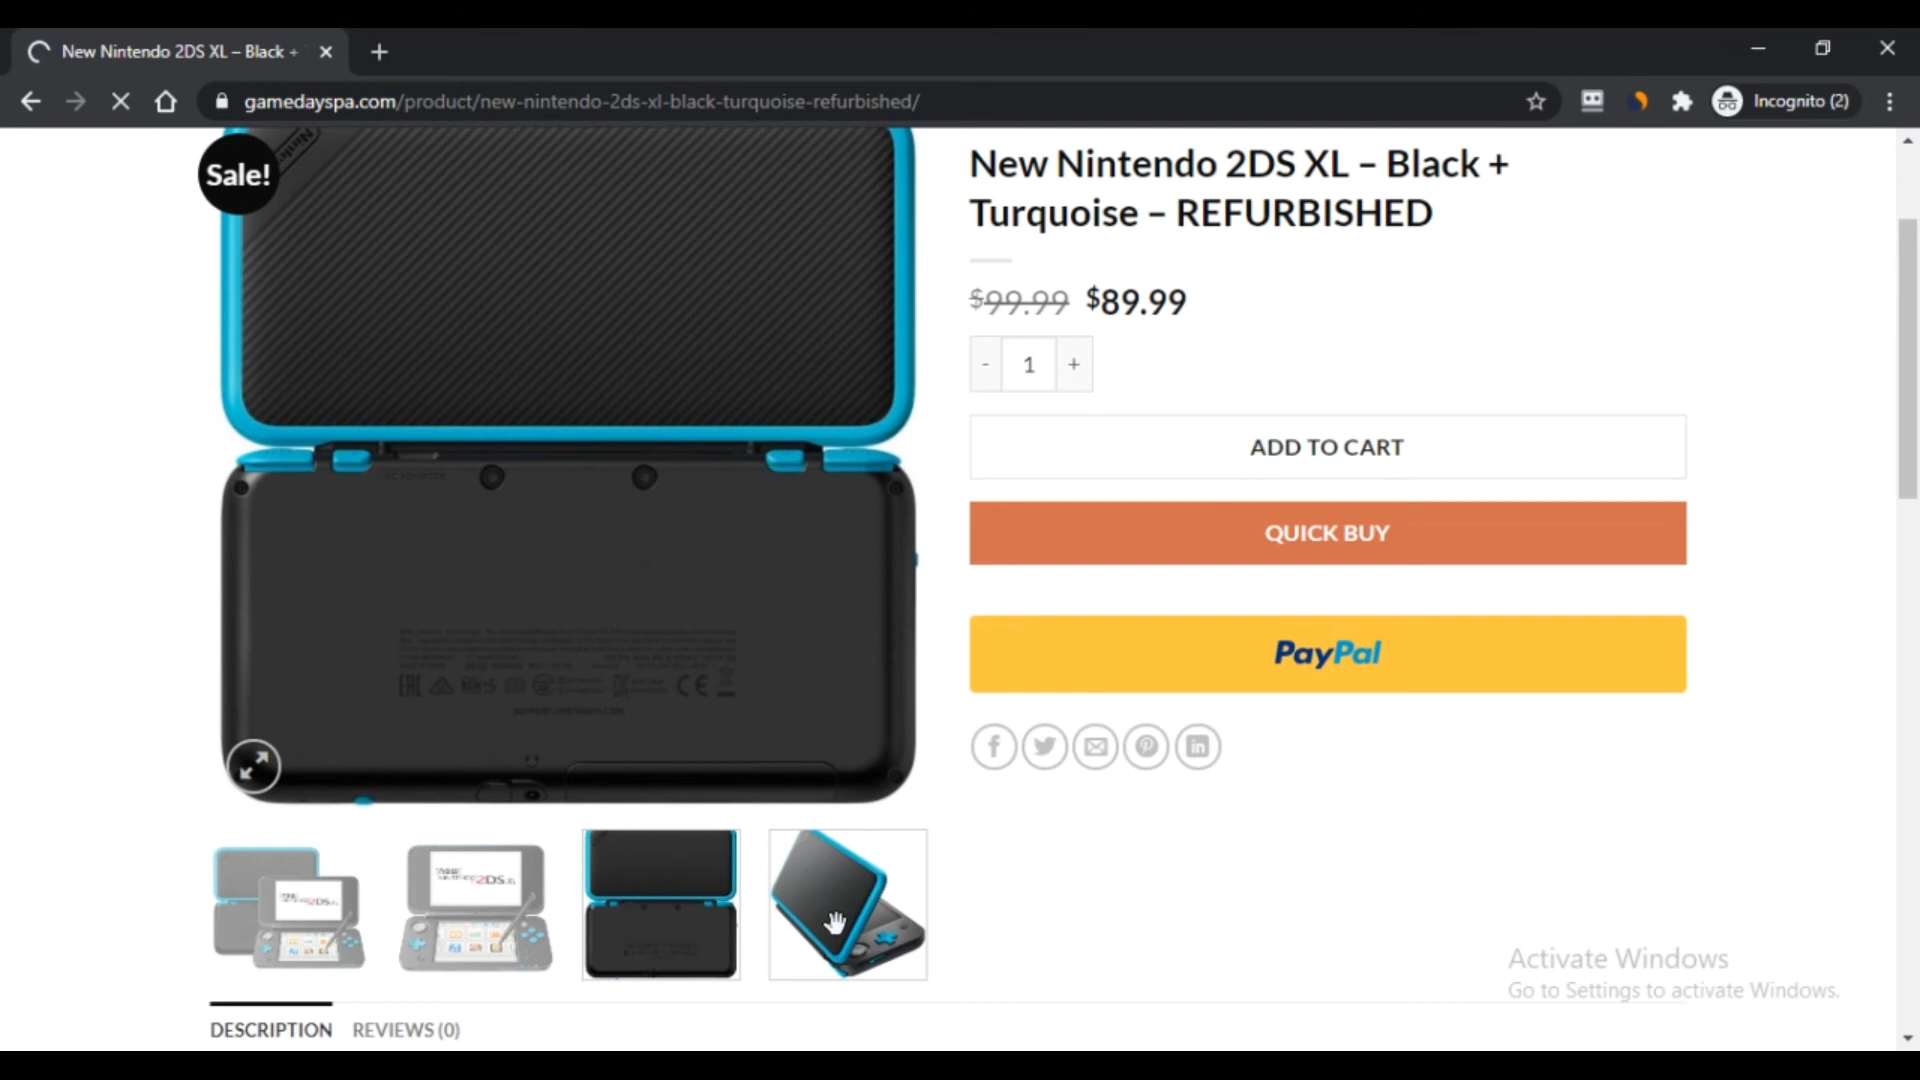 New Nintendo 2DS XL – Black +
gamedayspa.com/product/new-nintendo-2ds-xl-black-turquoise-refurbished/
Incognito (2)
Sale!
New Nintendo 2DS XL – Black +
Turquoise – REFURBISHED
$99.99 $89.99
- 1 +
ADD TO CART
QUICK BUY
PayPal
AC ADAPTER
DESCRIPTION REVIEWS (0)
Activate Windows
Go to Settings to activate Windows.